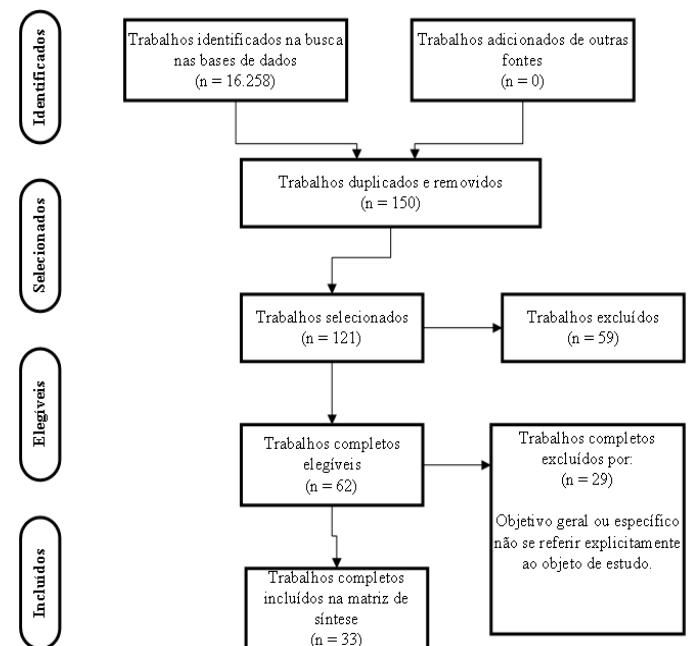 Identificados
Trabalhos identificados na busca
nas bases de dados
(n = 16.258)
Trabalhos adicionados de outras
fontes
(n = 0)
Trabalhos duplicados e removidos
(n = 150)
Selecionados
Trabalhos selecionados
(n = 121)
Trabalhos excluídos
(n = 59)
Elegíveis
Trabalhos completos
elegíveis
(n = 62)
Trabalhos completos
excluídos por:
(n = 29)
Objetivo geral ou específico
não se referir explicitamente
ao objeto de estudo.
Incluídos
Trabalhos completos
incluídos na matriz de
síntese
(n = 33)